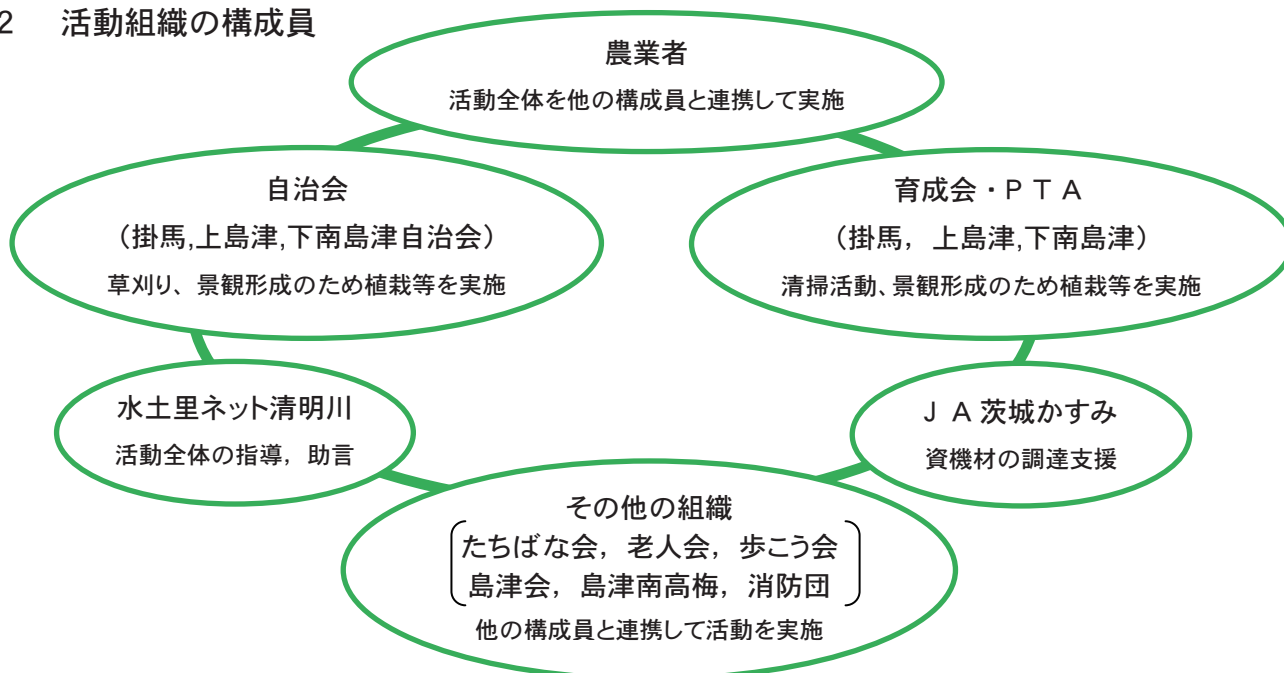 2 活動組織の構成員
農業者
活動全体を他の構成員と連携して実施
自治会
(掛馬,上島津,下南島津自治会)
草刈り、景観形成のため植栽等を実施
育成会・PTA
(掛馬, 上島津,下南島津)
清掃活動、景観形成のため植栽等を実施
水土里ネット清明川
活動全体の指導, 助言
JA茨城かすみ
資機材の調達支援
その他の組織
たちばな会, 老人会, 歩こう会
島津会, 島津南高梅, 消防団
他の構成員と連携して活動を実施